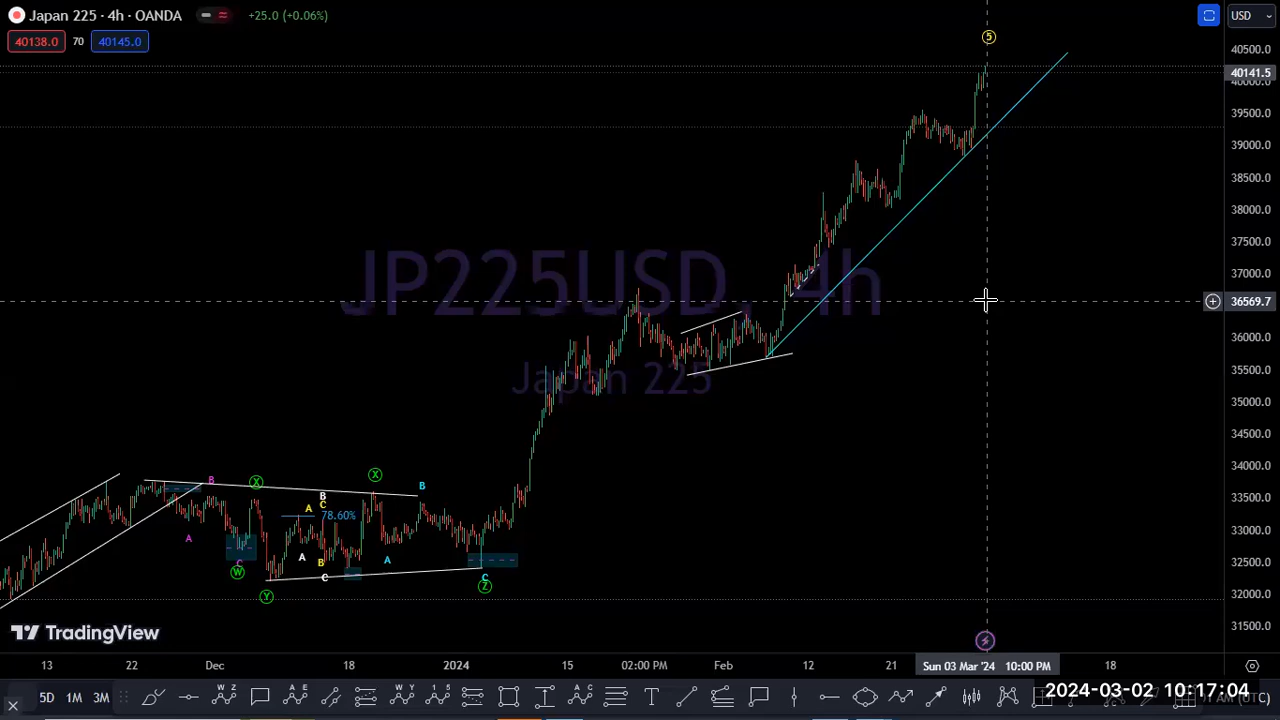 Japan 225 · 4h · OANDA +25.0 (+0.06%)
40138.0 70 40145.0
USD
5
40500.0
40141.5
40000.0
39500.0
39000.0
38500.0
38000.0
37500.0
37000.0
36569.7
36000.0
35500.0
35000.0
34500.0
34000.0
33500.0
33000.0
32500.0
32000.0
31500.0
JP225USD, 4h
Japan 225
B X X B
A B C A 78.60%
A C W A B C A
Y C Z
TradingView
13 22 Dec 18 2024 15 02:00 PM Feb 12 21 Sun 03 Mar '24 10:00 PM 18
5D 1M 3M
2024-03-02 10:17:04